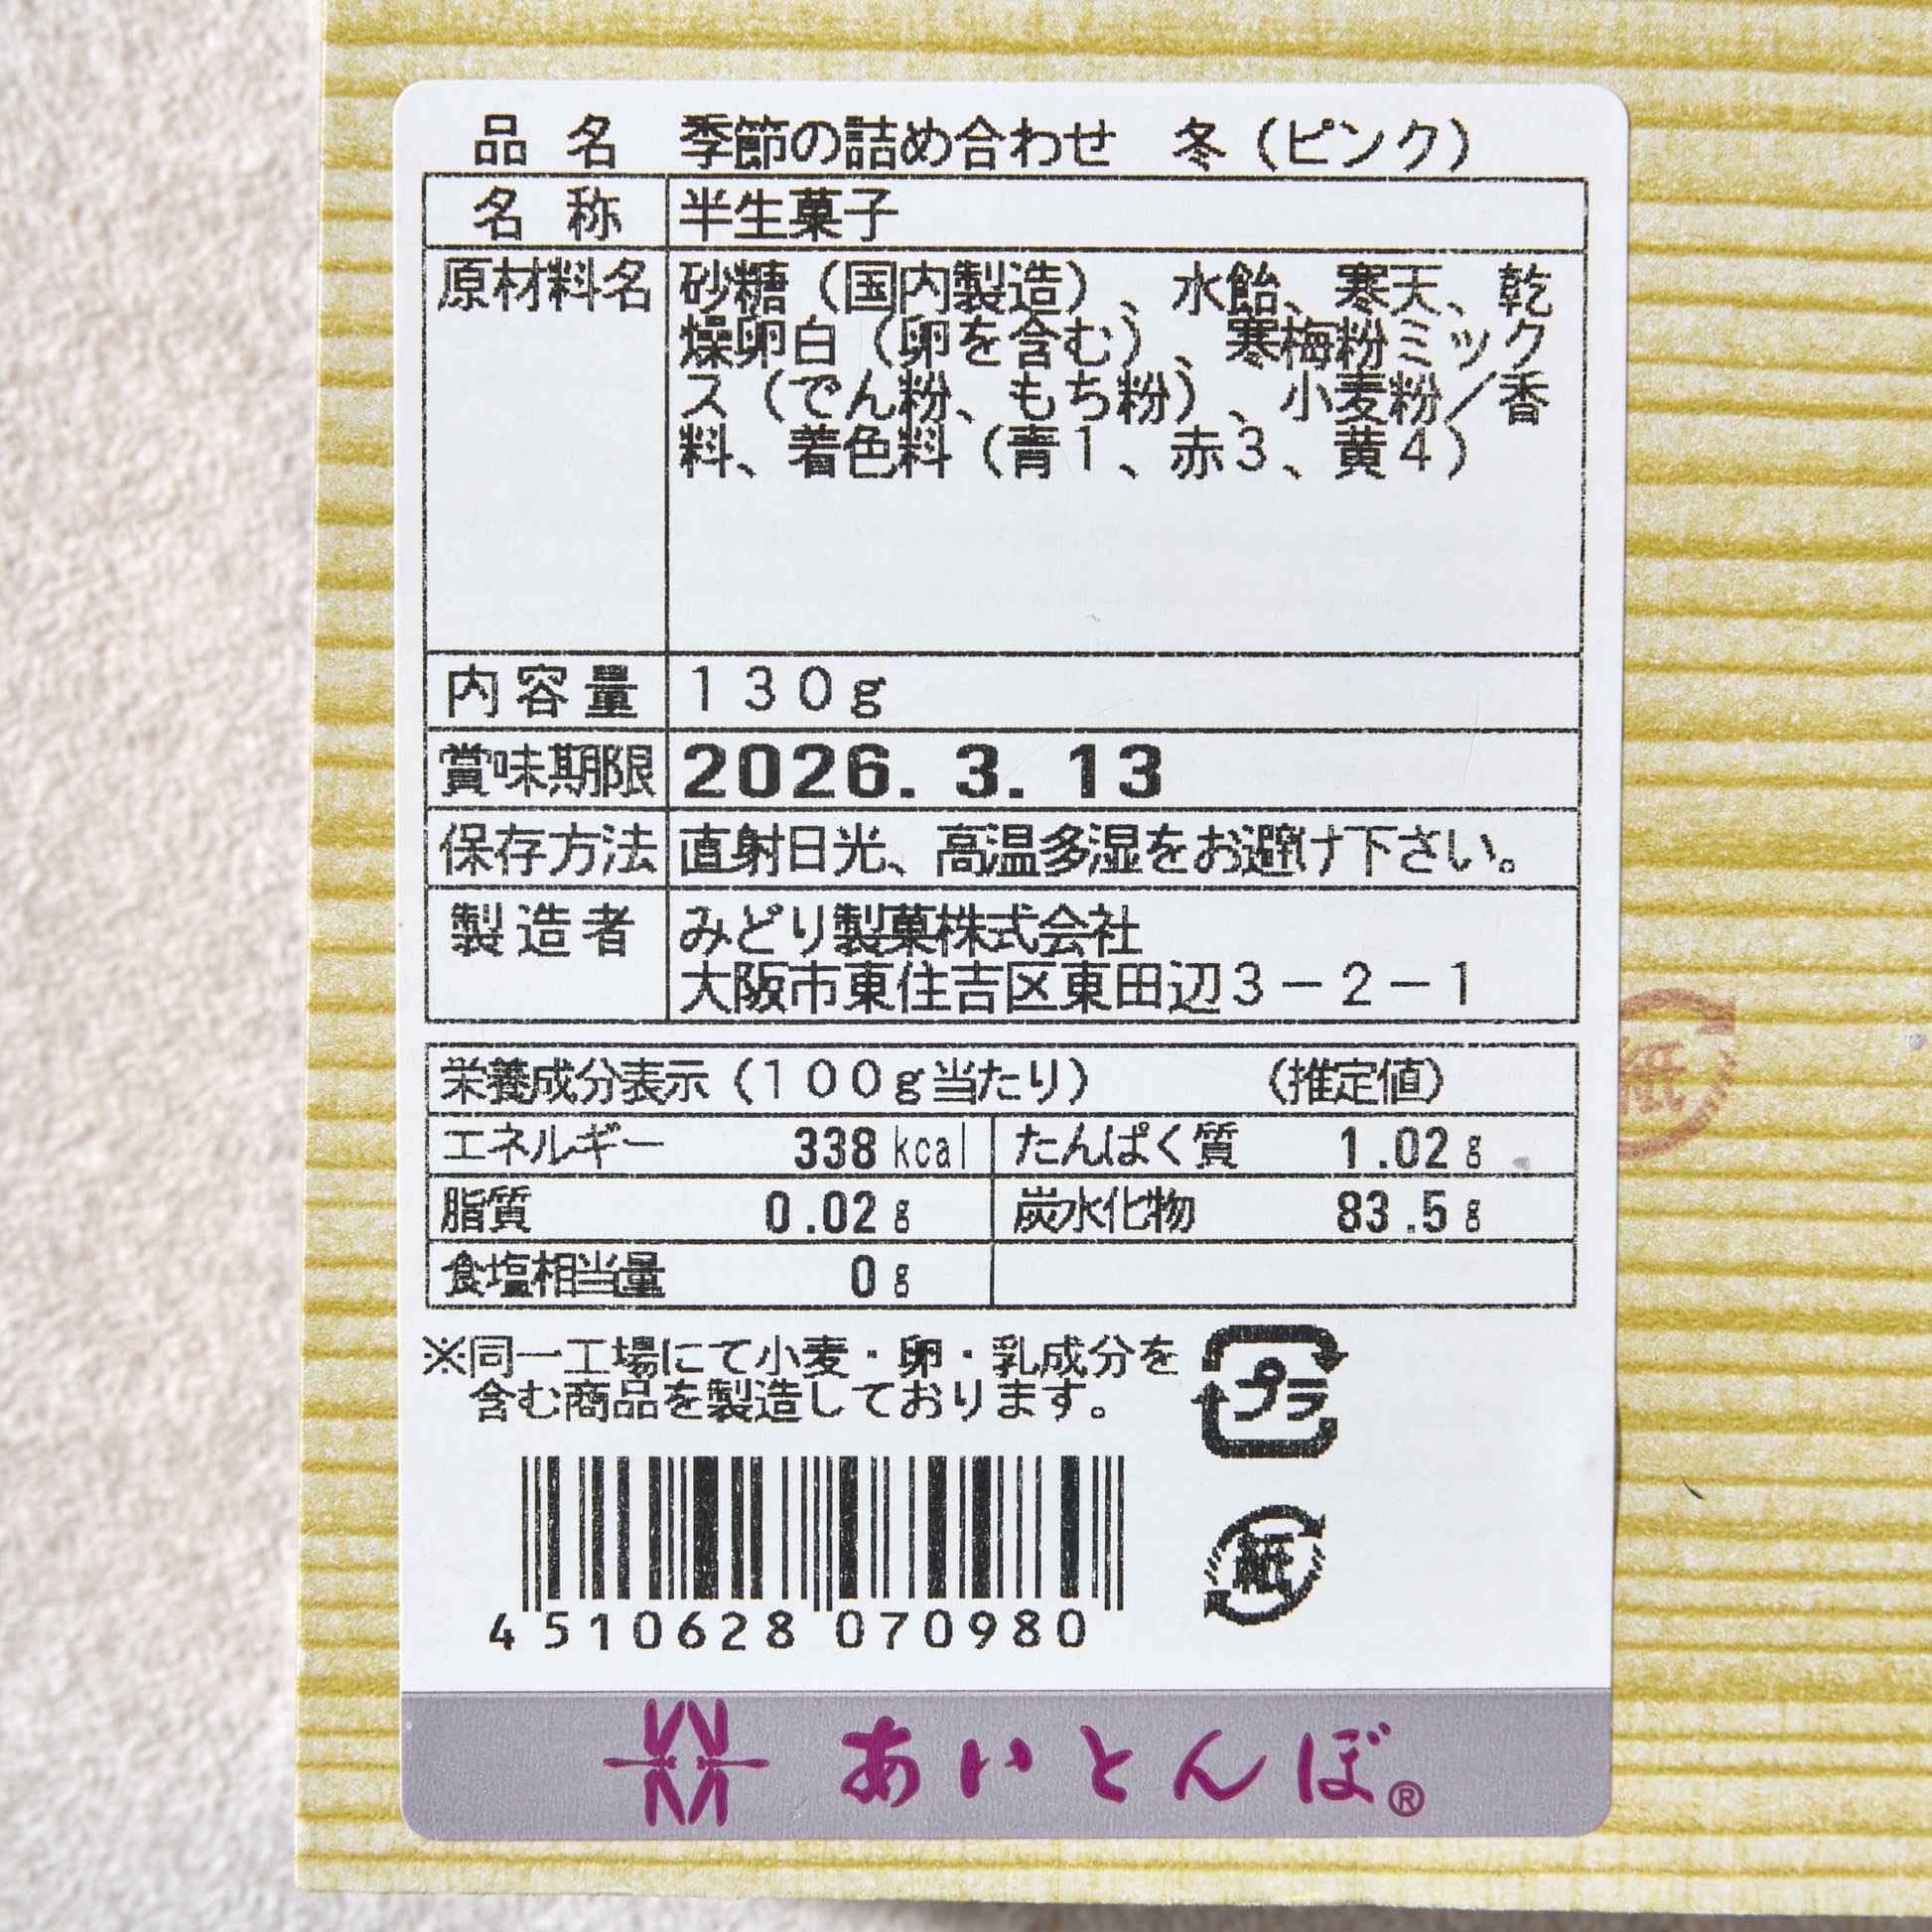 品名 季節の詰め合わせ 冬(ピンク)
名称 半生菓子
原材料名 砂糖(国内製造)、水飴、寒天、乾
燥卵白(卵を含む)、寒梅粉ミック
ス(でん粉、もち粉)、小麦粉/香
料、着色料(青1、赤3、黄4)
内容量 130g
賞味期限 2026. 3. 13
保存方法 直射日光、高温多湿をお避け下さい。
製造者 みどり製菓株式会社
大阪市東住吉区東田辺3-2-1
栄養成分表示(100g当たり) (推定値)
エネルギー 338kcal たんぱく質 1.02g
脂質 0.02g 炭水化物 83.5g
食塩相当量 0g
※同一工場にて小麦・卵・乳成分を
含む商品を製造しております。
プラ
紙
4 510628 070980
あいとんぼ®
紙